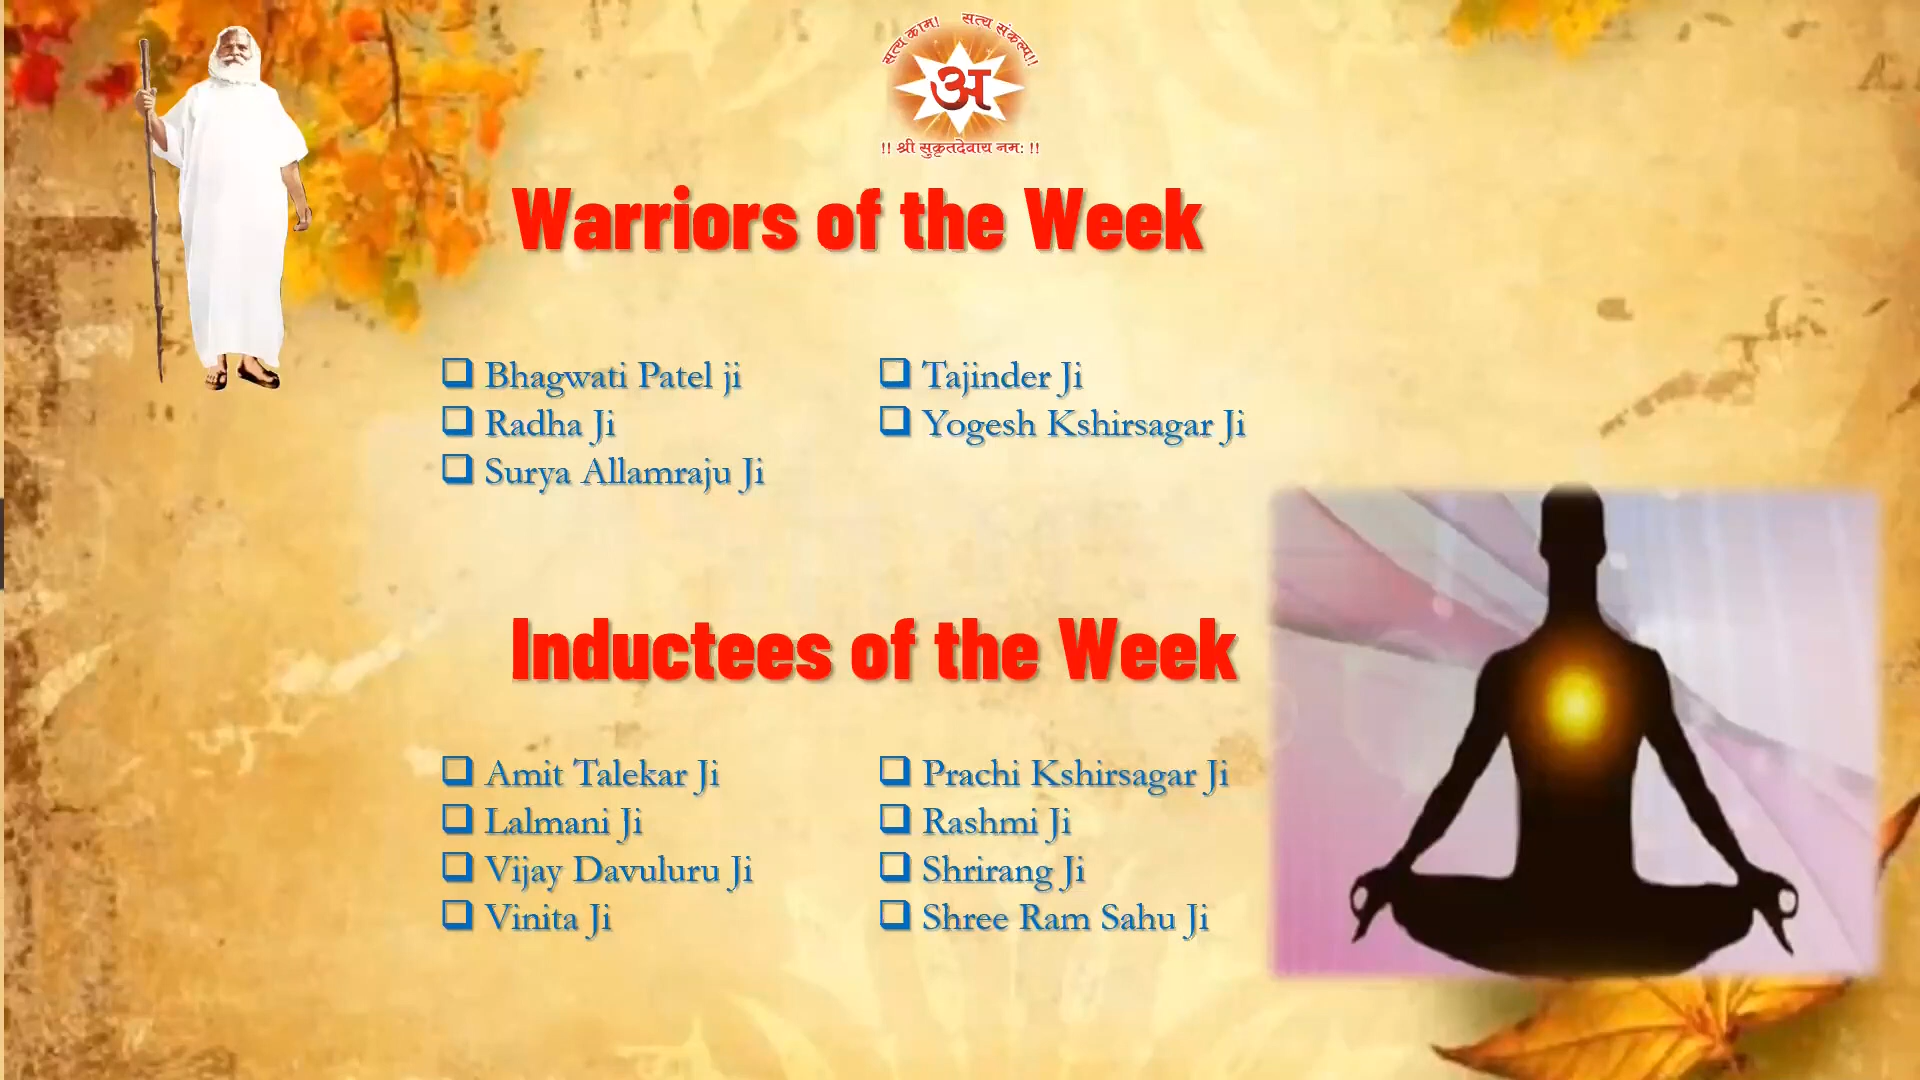 सत्य काम! सत्य संकल्प!!
अ
!! श्री सुकृतदेवाय नम: !!
Warriors of the Week
Bhagwati Patel ji
Radha Ji
Surya Allamraju Ji
Tajinder Ji
Yogesh Kshirsagar Ji
Inductees of the Week
Amit Talekar Ji
Lalmani Ji
Vijay Davuluru Ji
Vinita Ji
Prachi Kshirsagar Ji
Rashmi Ji
Shrirang Ji
Shree Ram Sahu Ji